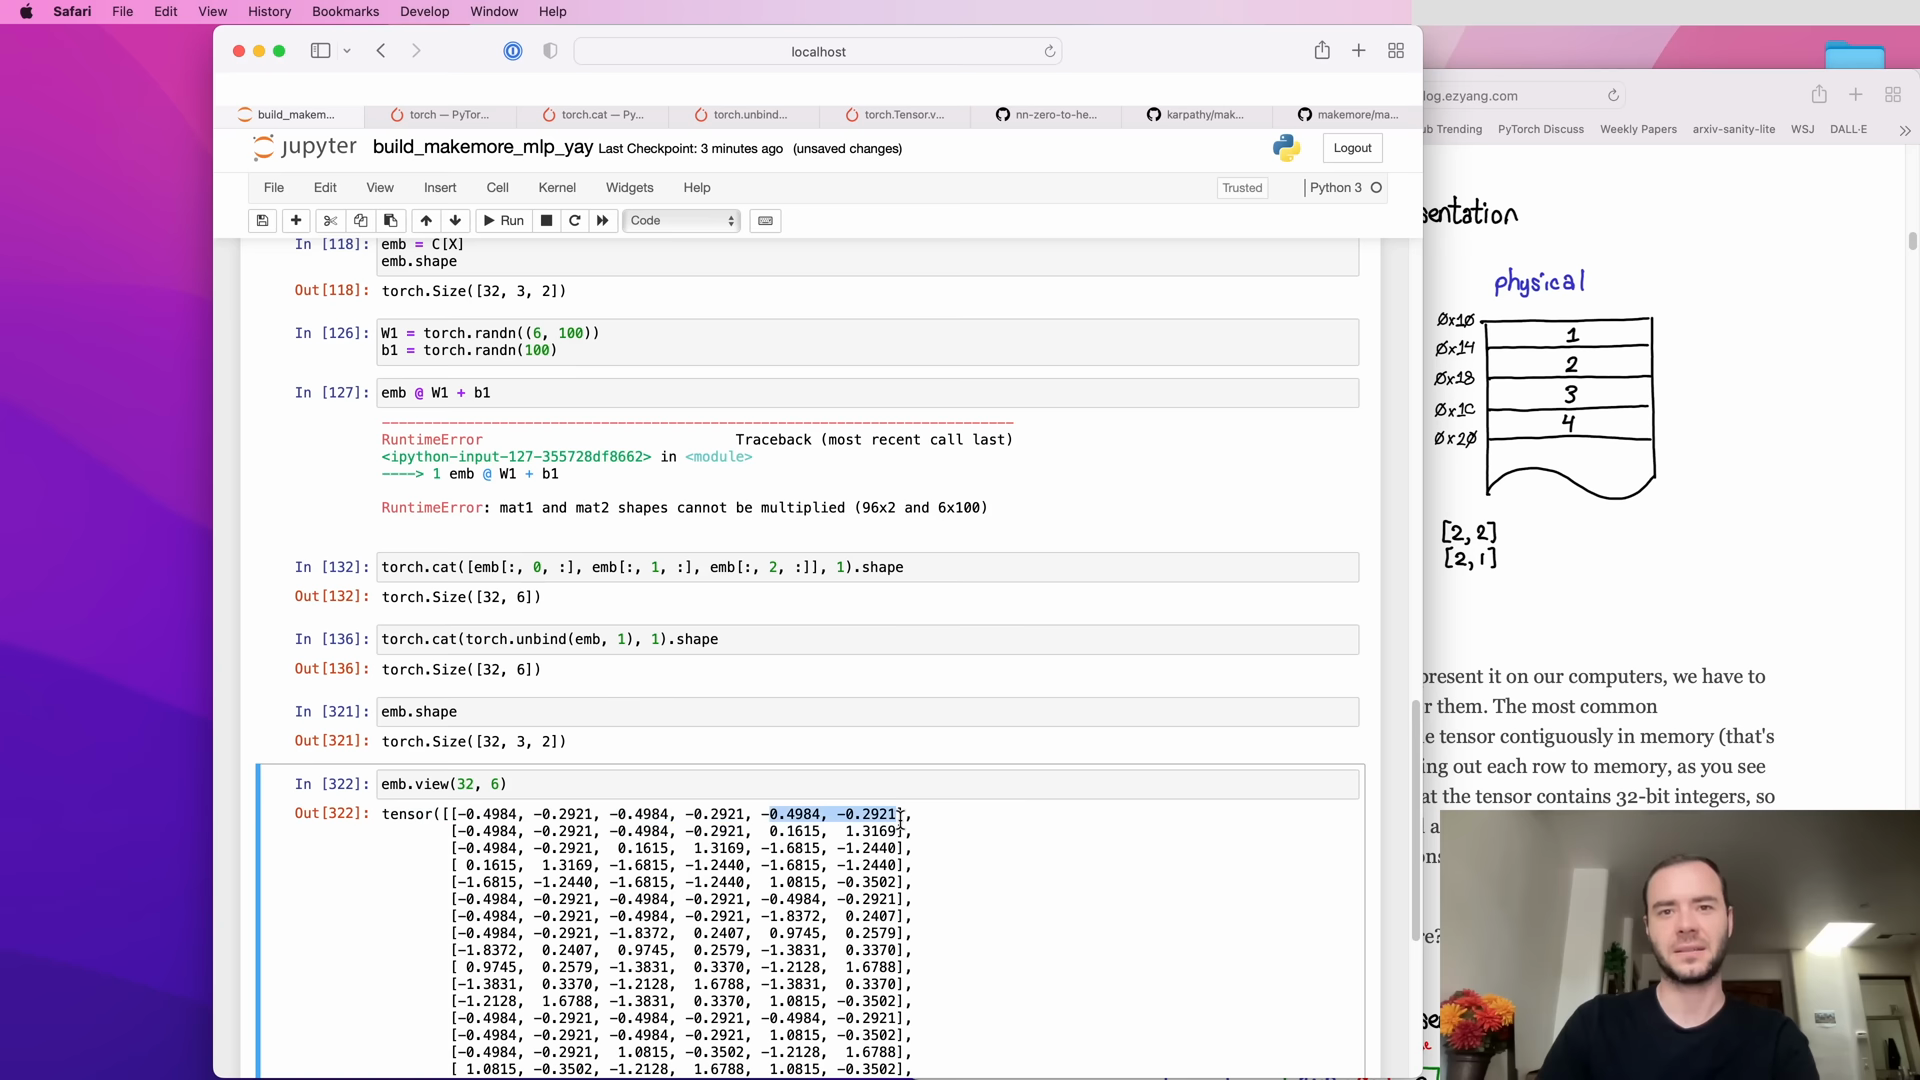 Safari File Edit View History Bookmarks Develop Window Help
localhost
build_makem...
torch — PyTor...
torch.cat — Py...
torch.unbind...
torch.Tensor.v...
nn-zero-to-he...
karpathy/mak...
makemore/ma...
jupyter build_makemore_mlp_yay Last Checkpoint: 3 minutes ago (unsaved changes)
Logout
File Edit View Insert Cell Kernel Widgets Help
Trusted
Python 3
Run
Code
In [118]: emb = C[X]
emb.shape
Out[118]: torch.Size([32, 3, 2])
In [126]: W1 = torch.randn((6, 100))
b1 = torch.randn(100)
In [127]: emb @ W1 + b1
RuntimeError Traceback (most recent call last)
<ipython-input-127-355728df8662> in <module>
----> 1 emb @ W1 + b1
RuntimeError: mat1 and mat2 shapes cannot be multiplied (96x2 and 6x100)
In [132]: torch.cat([emb[:, 0, :], emb[:, 1, :], emb[:, 2, :]], 1).shape
Out[132]: torch.Size([32, 6])
In [136]: torch.cat(torch.unbind(emb, 1), 1).shape
Out[136]: torch.Size([32, 6])
In [321]: emb.shape
Out[321]: torch.Size([32, 3, 2])
In [322]: emb.view(32, 6)
Out[322]: tensor([[-0.4984, -0.2921, -0.4984, -0.2921, -0.4984, -0.2921],
[-0.4984, -0.2921, -0.4984, -0.2921, 0.1615, 1.3169],
[-0.4984, -0.2921, 0.1615, 1.3169, -1.6815, -1.2440],
[ 0.1615, 1.3169, -1.6815, -1.2440, -1.6815, -1.2440],
[-1.6815, -1.2440, -1.6815, -1.2440, 1.0815, -0.3502],
[-0.4984, -0.2921, -0.4984, -0.2921, -0.4984, -0.2921],
[-0.4984, -0.2921, -0.4984, -0.2921, -1.8372, 0.2407],
[-0.4984, -0.2921, -1.8372, 0.2407, 0.9745, 0.2579],
[-1.8372, 0.2407, 0.9745, 0.2579, -1.3831, 0.3370],
[ 0.9745, 0.2579, -1.3831, 0.3370, -1.2128, 1.6788],
[-1.3831, 0.3370, -1.2128, 1.6788, -1.3831, 0.3370],
[-1.2128, 1.6788, -1.3831, 0.3370, 1.0815, -0.3502],
[-0.4984, -0.2921, -0.4984, -0.2921, -0.4984, -0.2921],
[-0.4984, -0.2921, -0.4984, -0.2921, 1.0815, -0.3502],
[-0.4984, -0.2921, 1.0815, -0.3502, -1.2128, 1.6788],
[ 1.0815, -0.3502, -1.2128, 1.6788, 1.0815, -0.3502],
log.ezyang.com
ub Trending PyTorch Discuss Weekly Papers arxiv-sanity-lite WSJ DALL·E
sentation
physical
0x10
1
0x14
2
0x18
3
0x1C
4
0x20
[2, 2]
[2, 1]
present it on our computers, we have to
r them. The most common
e tensor contiguously in memory (that's
ing out each row to memory, as you see
at the tensor contains 32-bit integers, so